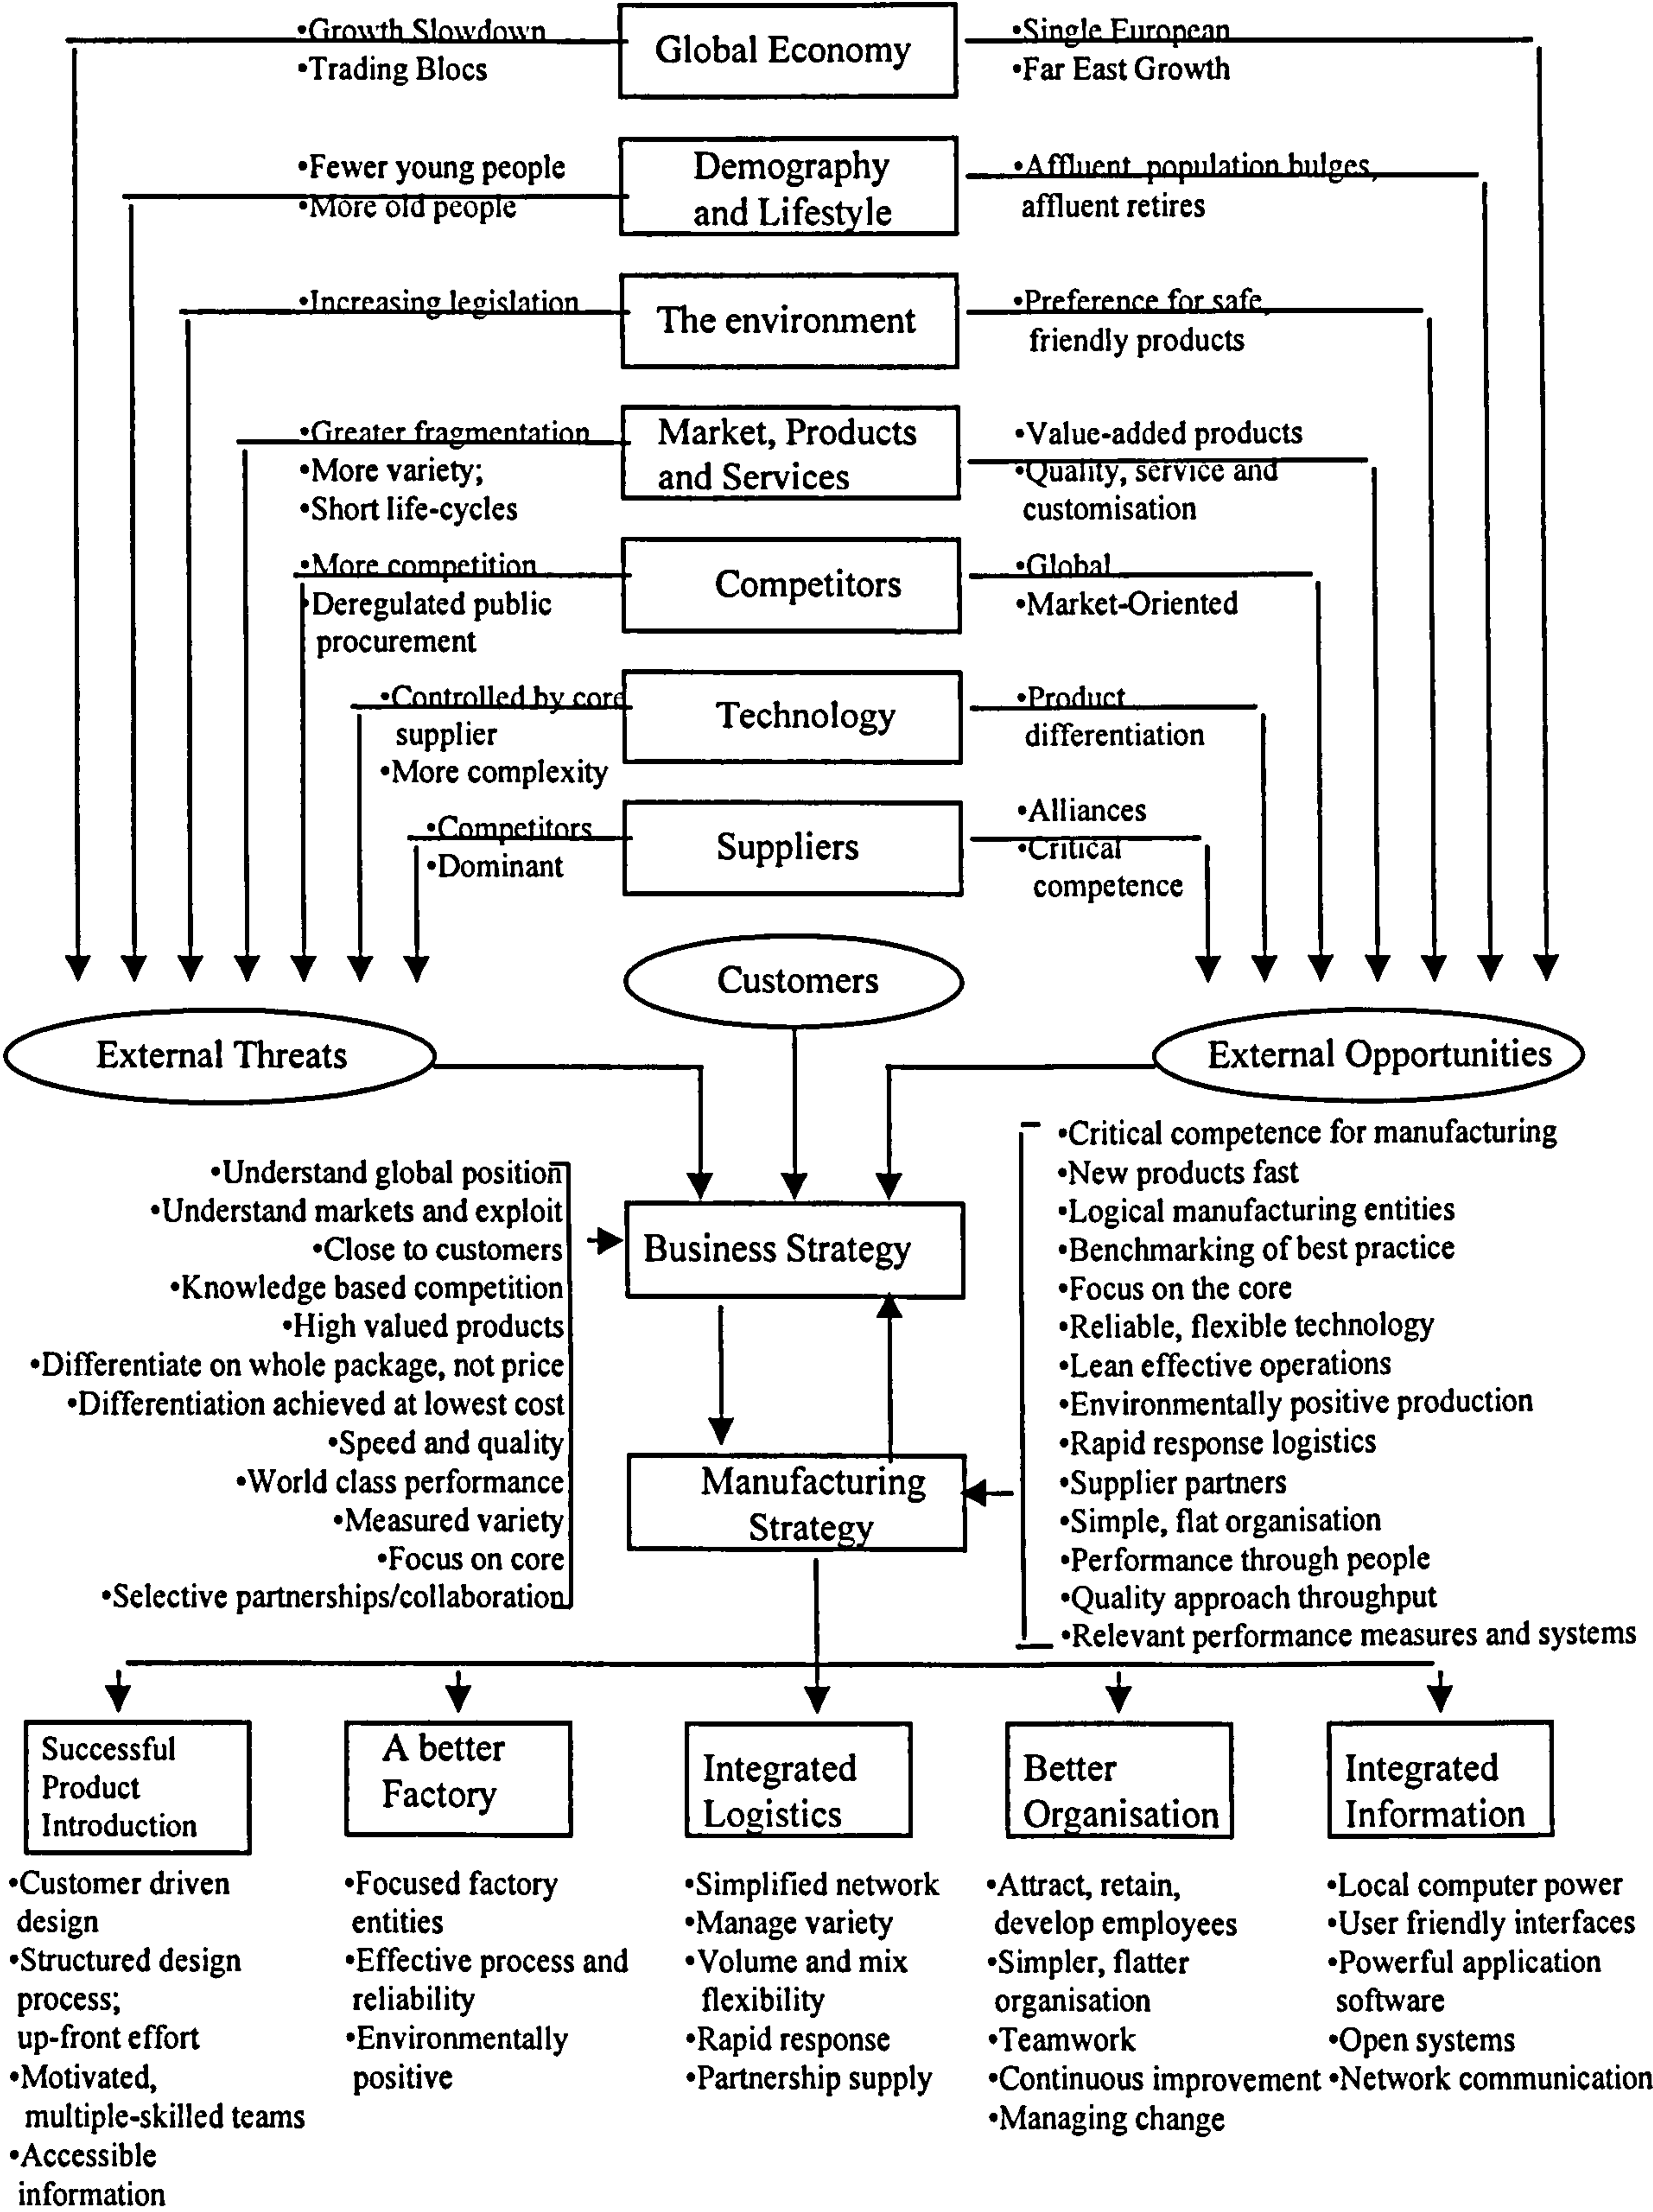 •Growth Slowdown
•Trading Blocs
Global Economy
•Single European
•Far East Growth
•Fewer young people
•More old people
Demography
and Lifestyle
•Affluent population bulges,
affluent retires
•Increasing legislation
The environment
•Preference for safe,
friendly products
•Greater fragmentation
•More variety;
•Short life-cycles
Market, Products
and Services
•Value-added products
•Quality, service and
customisation
•More competition
•Deregulated public
procurement
Competitors
•Global
•Market-Oriented
•Controlled by core
supplier
•More complexity
Technology
•Product
differentiation
•Competitors
•Dominant
Suppliers
•Alliances
•Critical
competence
Customers
External Threats
External Opportunities
•Understand global position
•Understand markets and exploit
•Close to customers
•Knowledge based competition
•High valued products
•Differentiate on whole package, not price
•Differentiation achieved at lowest cost
•Speed and quality
•World class performance
•Measured variety
•Focus on core
•Selective partnerships/collaboration
Business Strategy
Manufacturing
Strategy
•Critical competence for manufacturing
•New products fast
•Logical manufacturing entities
•Benchmarking of best practice
•Focus on the core
•Reliable, flexible technology
•Lean effective operations
•Environmentally positive production
•Rapid response logistics
•Supplier partners
•Simple, flat organisation
•Performance through people
•Quality approach throughput
•Relevant performance measures and systems
Successful
Product
Introduction
•Customer driven
design
•Structured design
process;
up-front effort
•Motivated,
multiple-skilled teams
•Accessible
information
A better
Factory
•Focused factory
entities
•Effective process and
reliability
•Environmentally
positive
Integrated
Logistics
•Simplified network
•Manage variety
•Volume and mix
flexibility
•Rapid response
•Partnership supply
Better
Organisation
•Attract, retain,
develop employees
•Simpler, flatter
organisation
•Teamwork
•Continuous improvement
•Managing change
Integrated
Information
•Local computer power
•User friendly interfaces
•Powerful application
software
•Open systems
•Network communication